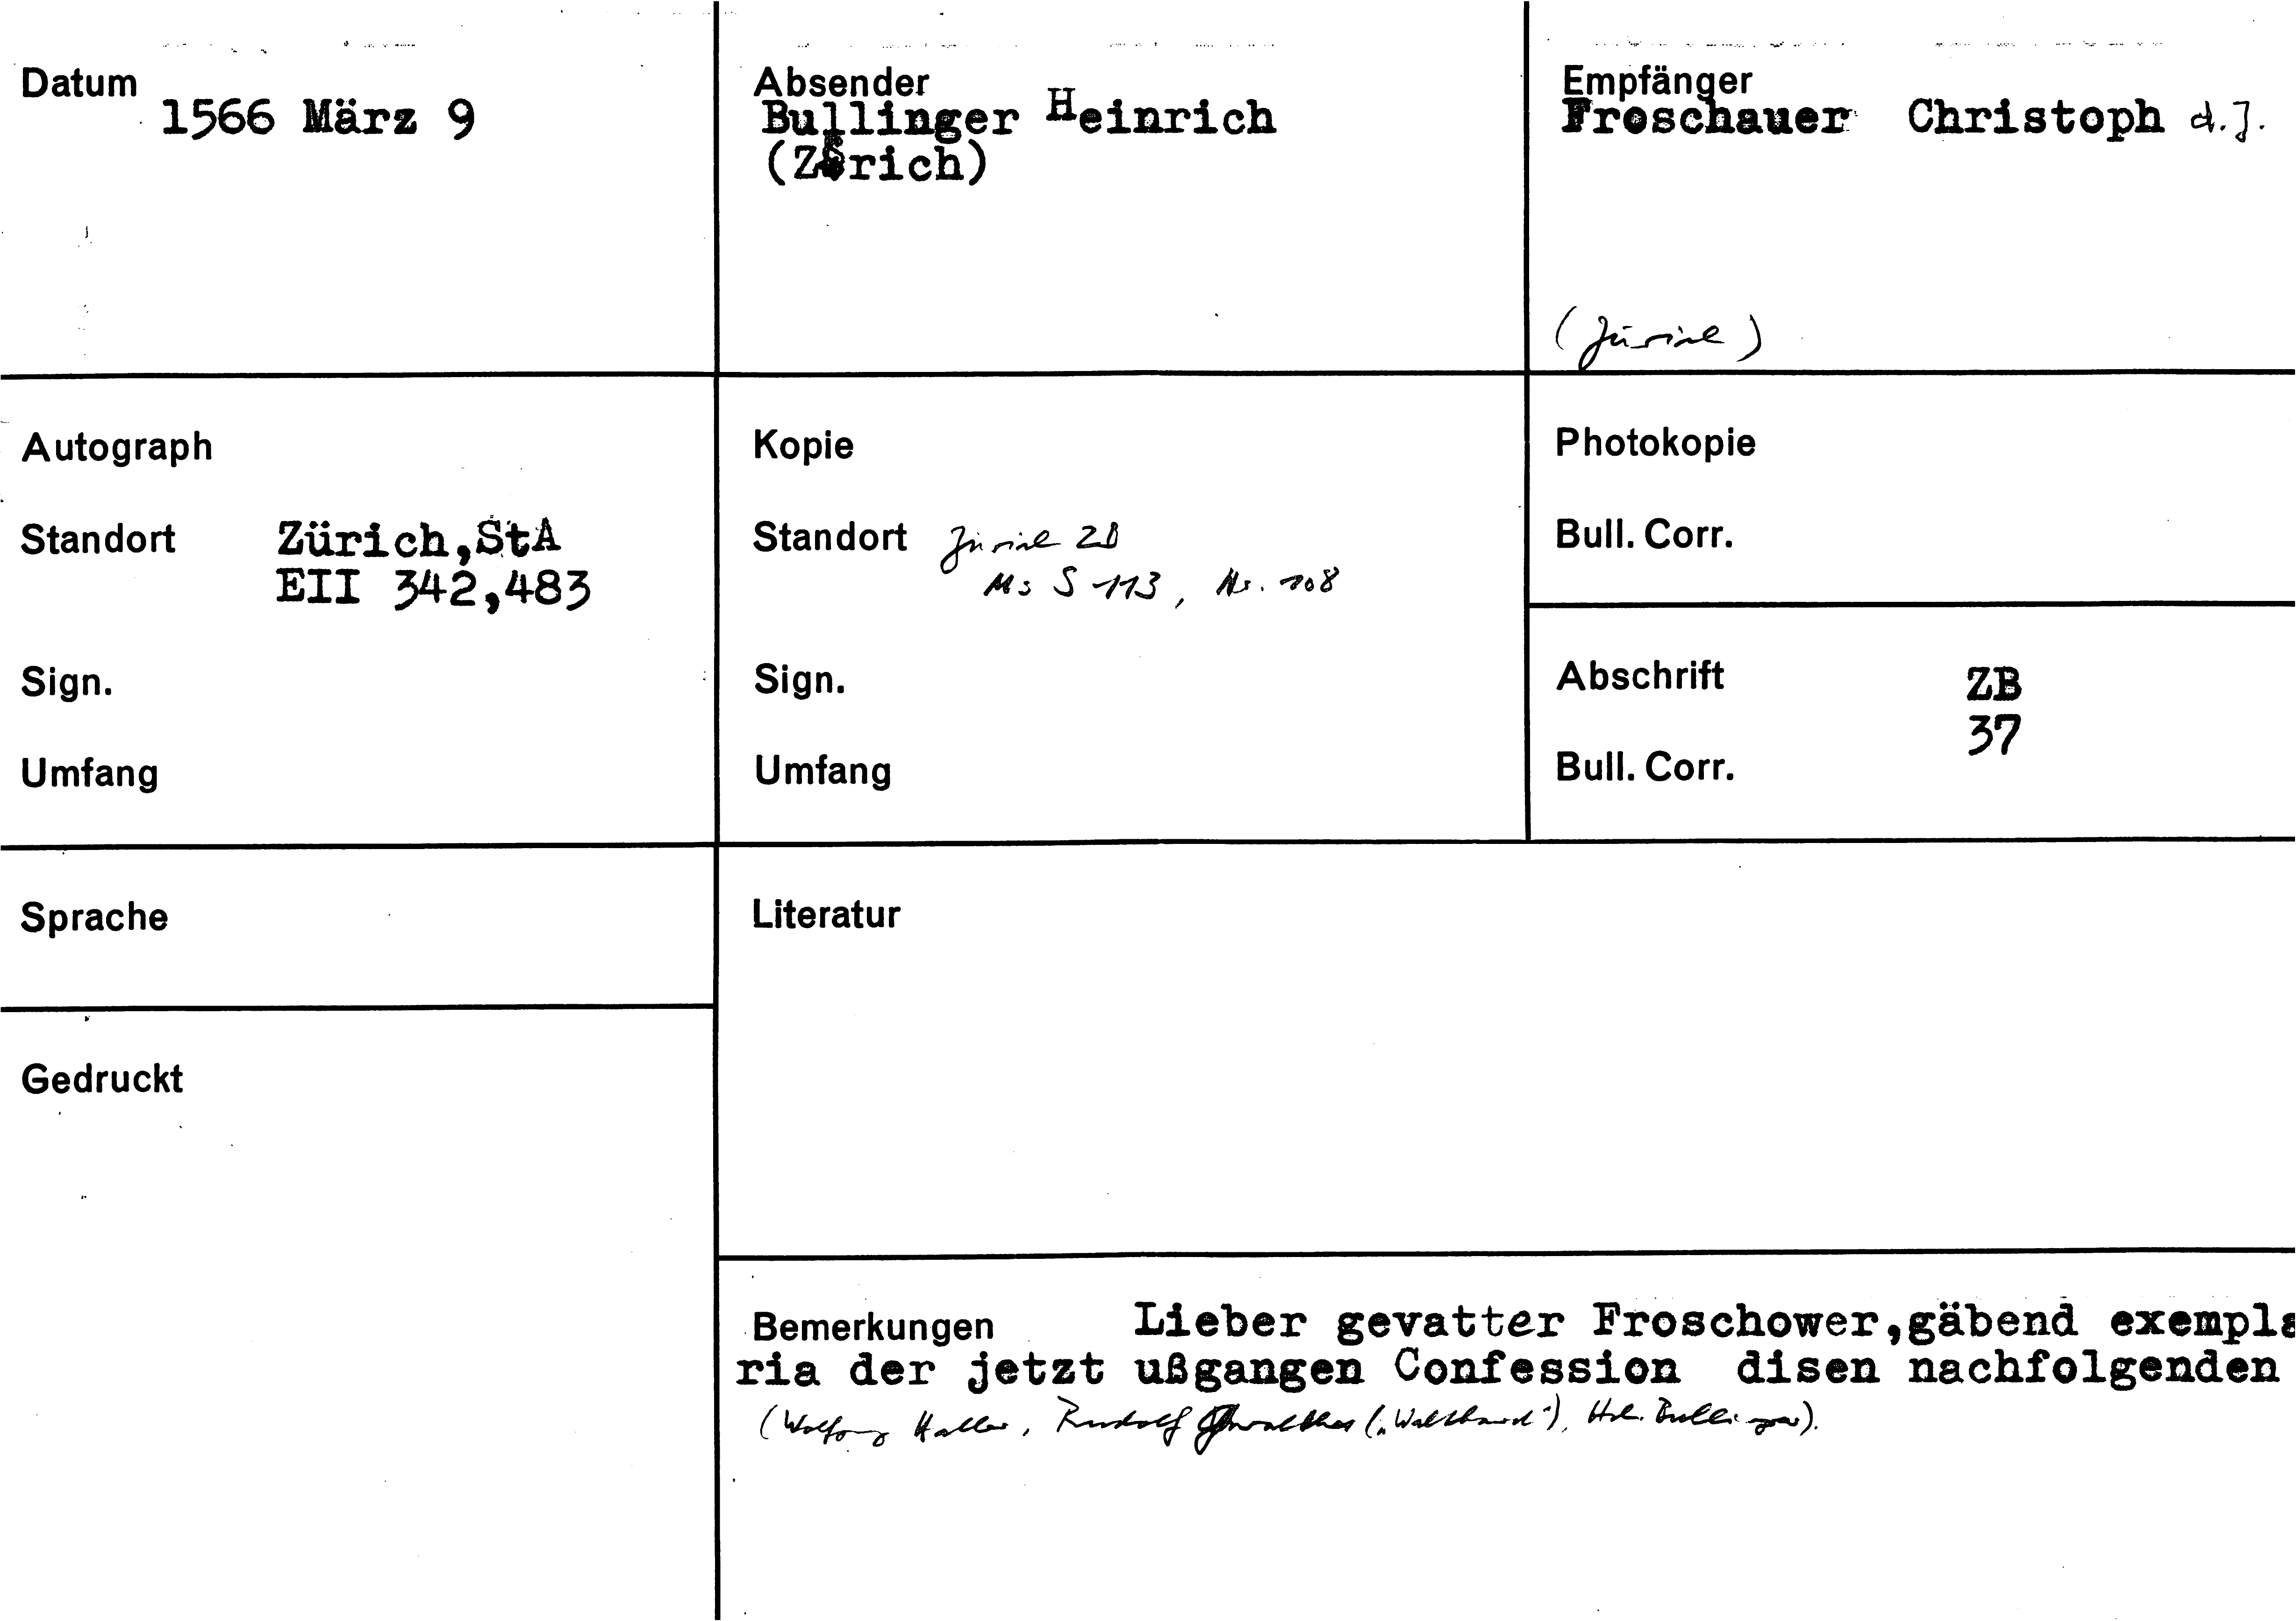 Datum
1566 März 9
Absender
Bullinger Heinrich
(Zürich)
Empfänger
Froschauer Christoph d. J.
(Zürich)
Autograph
Standort Zürich,StA
EII 342,483
Sign.
Umfang
Kopie
Standort Zürich ZB
Ms S 113, Nr. 108
Sign.
Umfang
Photokopie
Bull. Corr.
Abschrift ZB
37
Bull. Corr.
Sprache
Literatur
Gedruckt
Bemerkungen Lieber gevatter Froschower,gäbend exempla
ria der jetzt ußgangen Confession disen nachfolgenden
(Wolfgang Haller, Rudolf Gwalther („Walthard"), Hch. Bullinger).